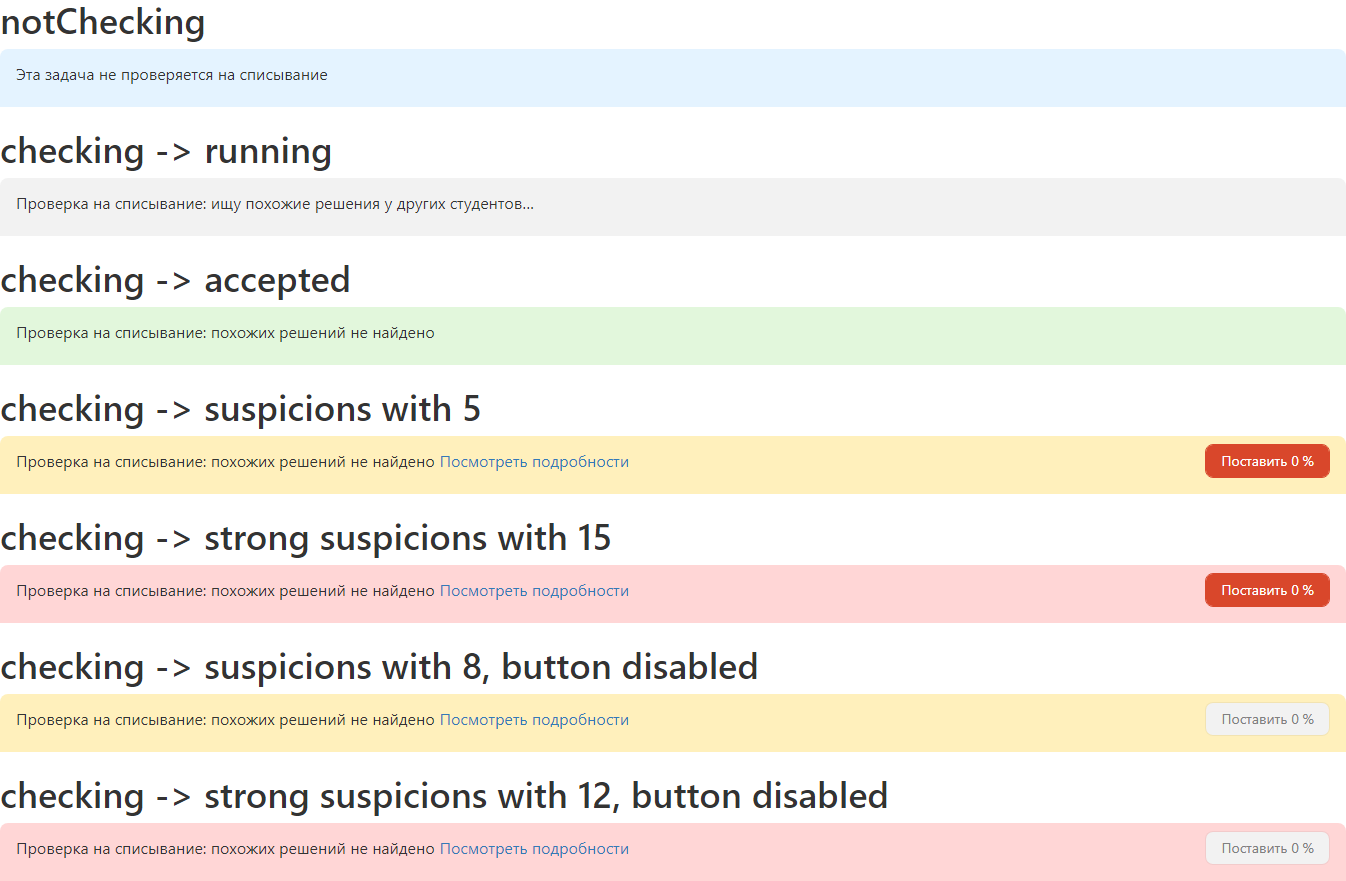 notChecking
Эта задача не проверяется на списывание
checking -> running
Проверка на списывание: ищу похожие решения у других студентов...
checking -> accepted
Проверка на списывание: похожих решений не найдено
checking -> suspicions with 5
Проверка на списывание: похожих решений не найдено Посмотреть подробности Поставить 0 %
checking -> strong suspicions with 15
Проверка на списывание: похожих решений не найдено Посмотреть подробности Поставить 0 %
checking -> suspicions with 8, button disabled
Проверка на списывание: похожих решений не найдено Посмотреть подробности Поставить 0 %
checking -> strong suspicions with 12, button disabled
Проверка на списывание: похожих решений не найдено Посмотреть подробности Поставить 0 %